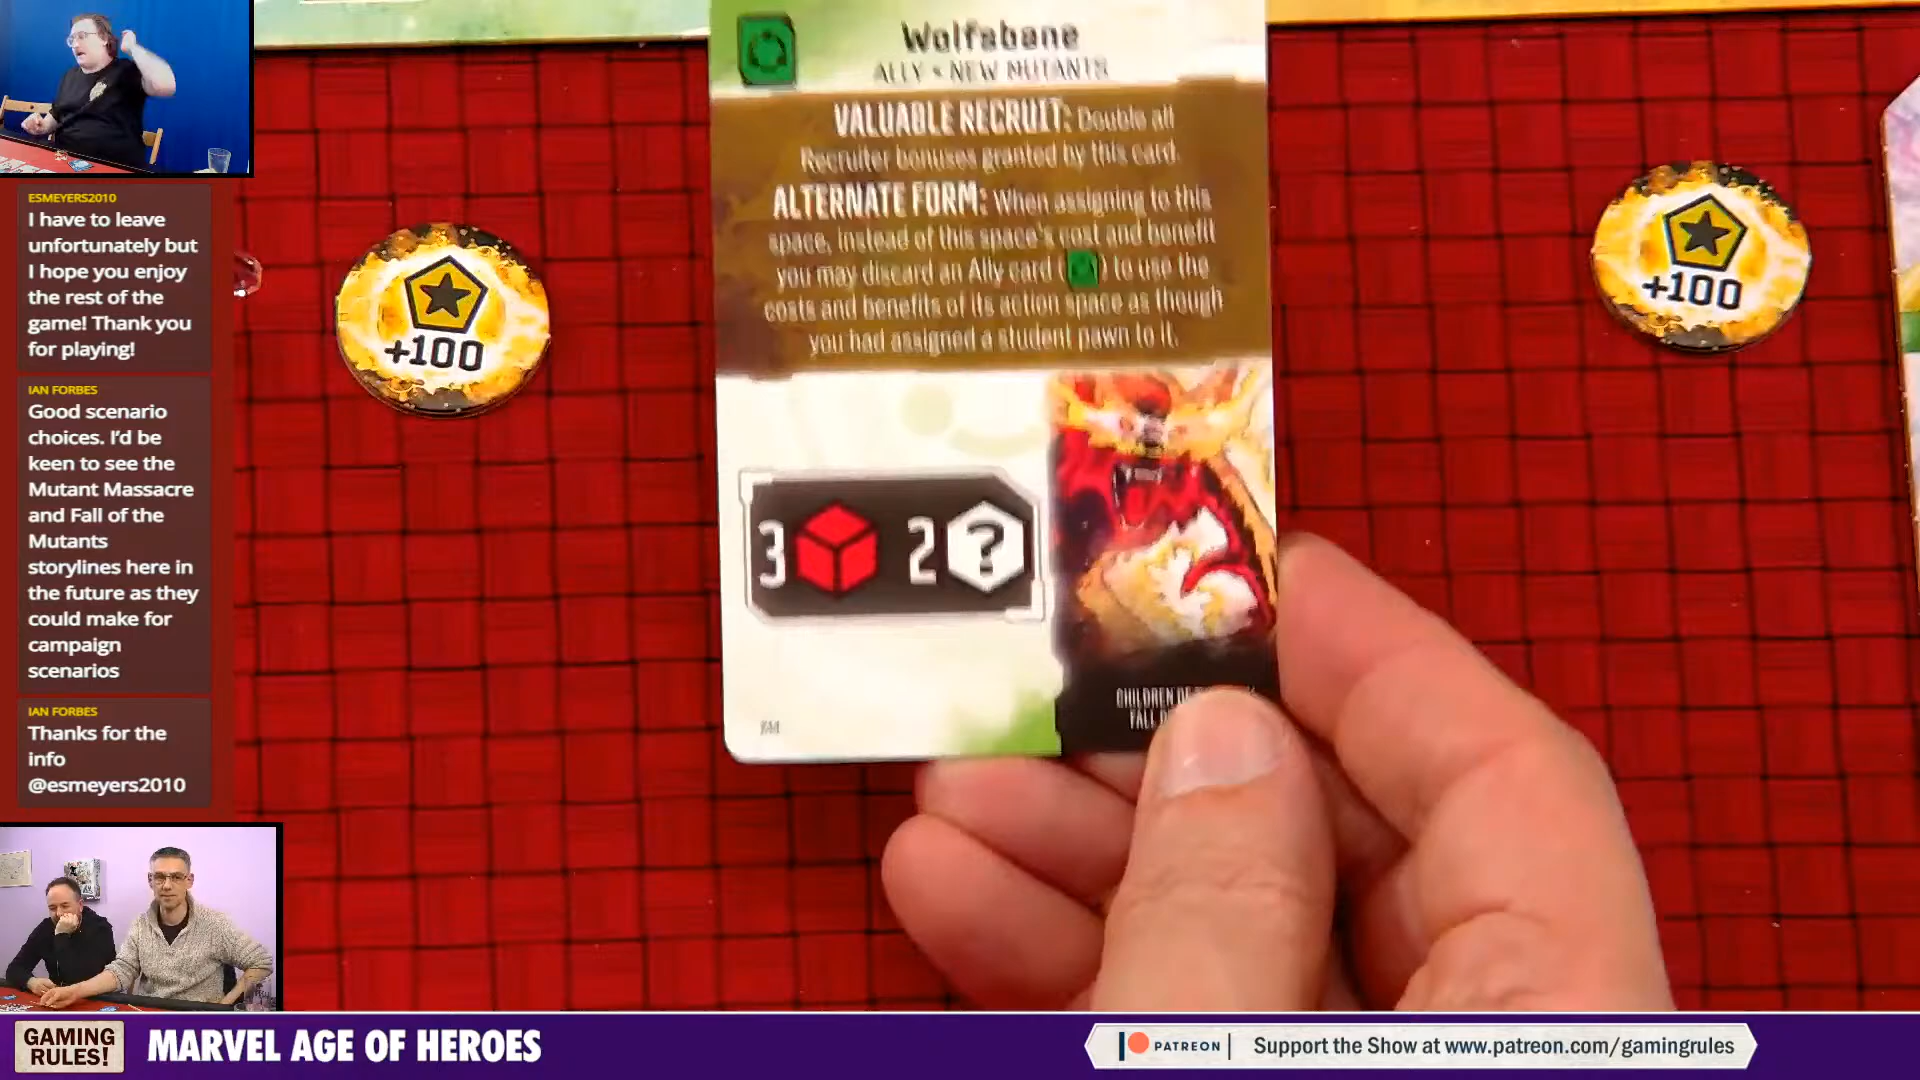 Wolfsbane
ALLY • NEW MUTANTS
VALUABLE RECRUIT: Double all
Recruiter bonuses granted by this card.
ALTERNATE FORM: When assigning to this
space, instead of this space's cost and benefit
you may discard an Ally card ( ) to use the
costs and benefits of its action space as though
you had assigned a student pawn to it.
3 2 ?
CHILDREN OF
FALL
+100
+100
ESMEYERS2010
I have to leave
unfortunately but
I hope you enjoy
the rest of the
game! Thank you
for playing!
IAN FORBES
Good scenario
choices. I'd be
keen to see the
Mutant Massacre
and Fall of the
Mutants
storylines here in
the future as they
could make for
campaign
scenarios
IAN FORBES
Thanks for the
info
@esmeyers2010
GAMING
RULES!
MARVEL AGE OF HEROES
PATREON
Support the Show at www.patreon.com/gamingrules